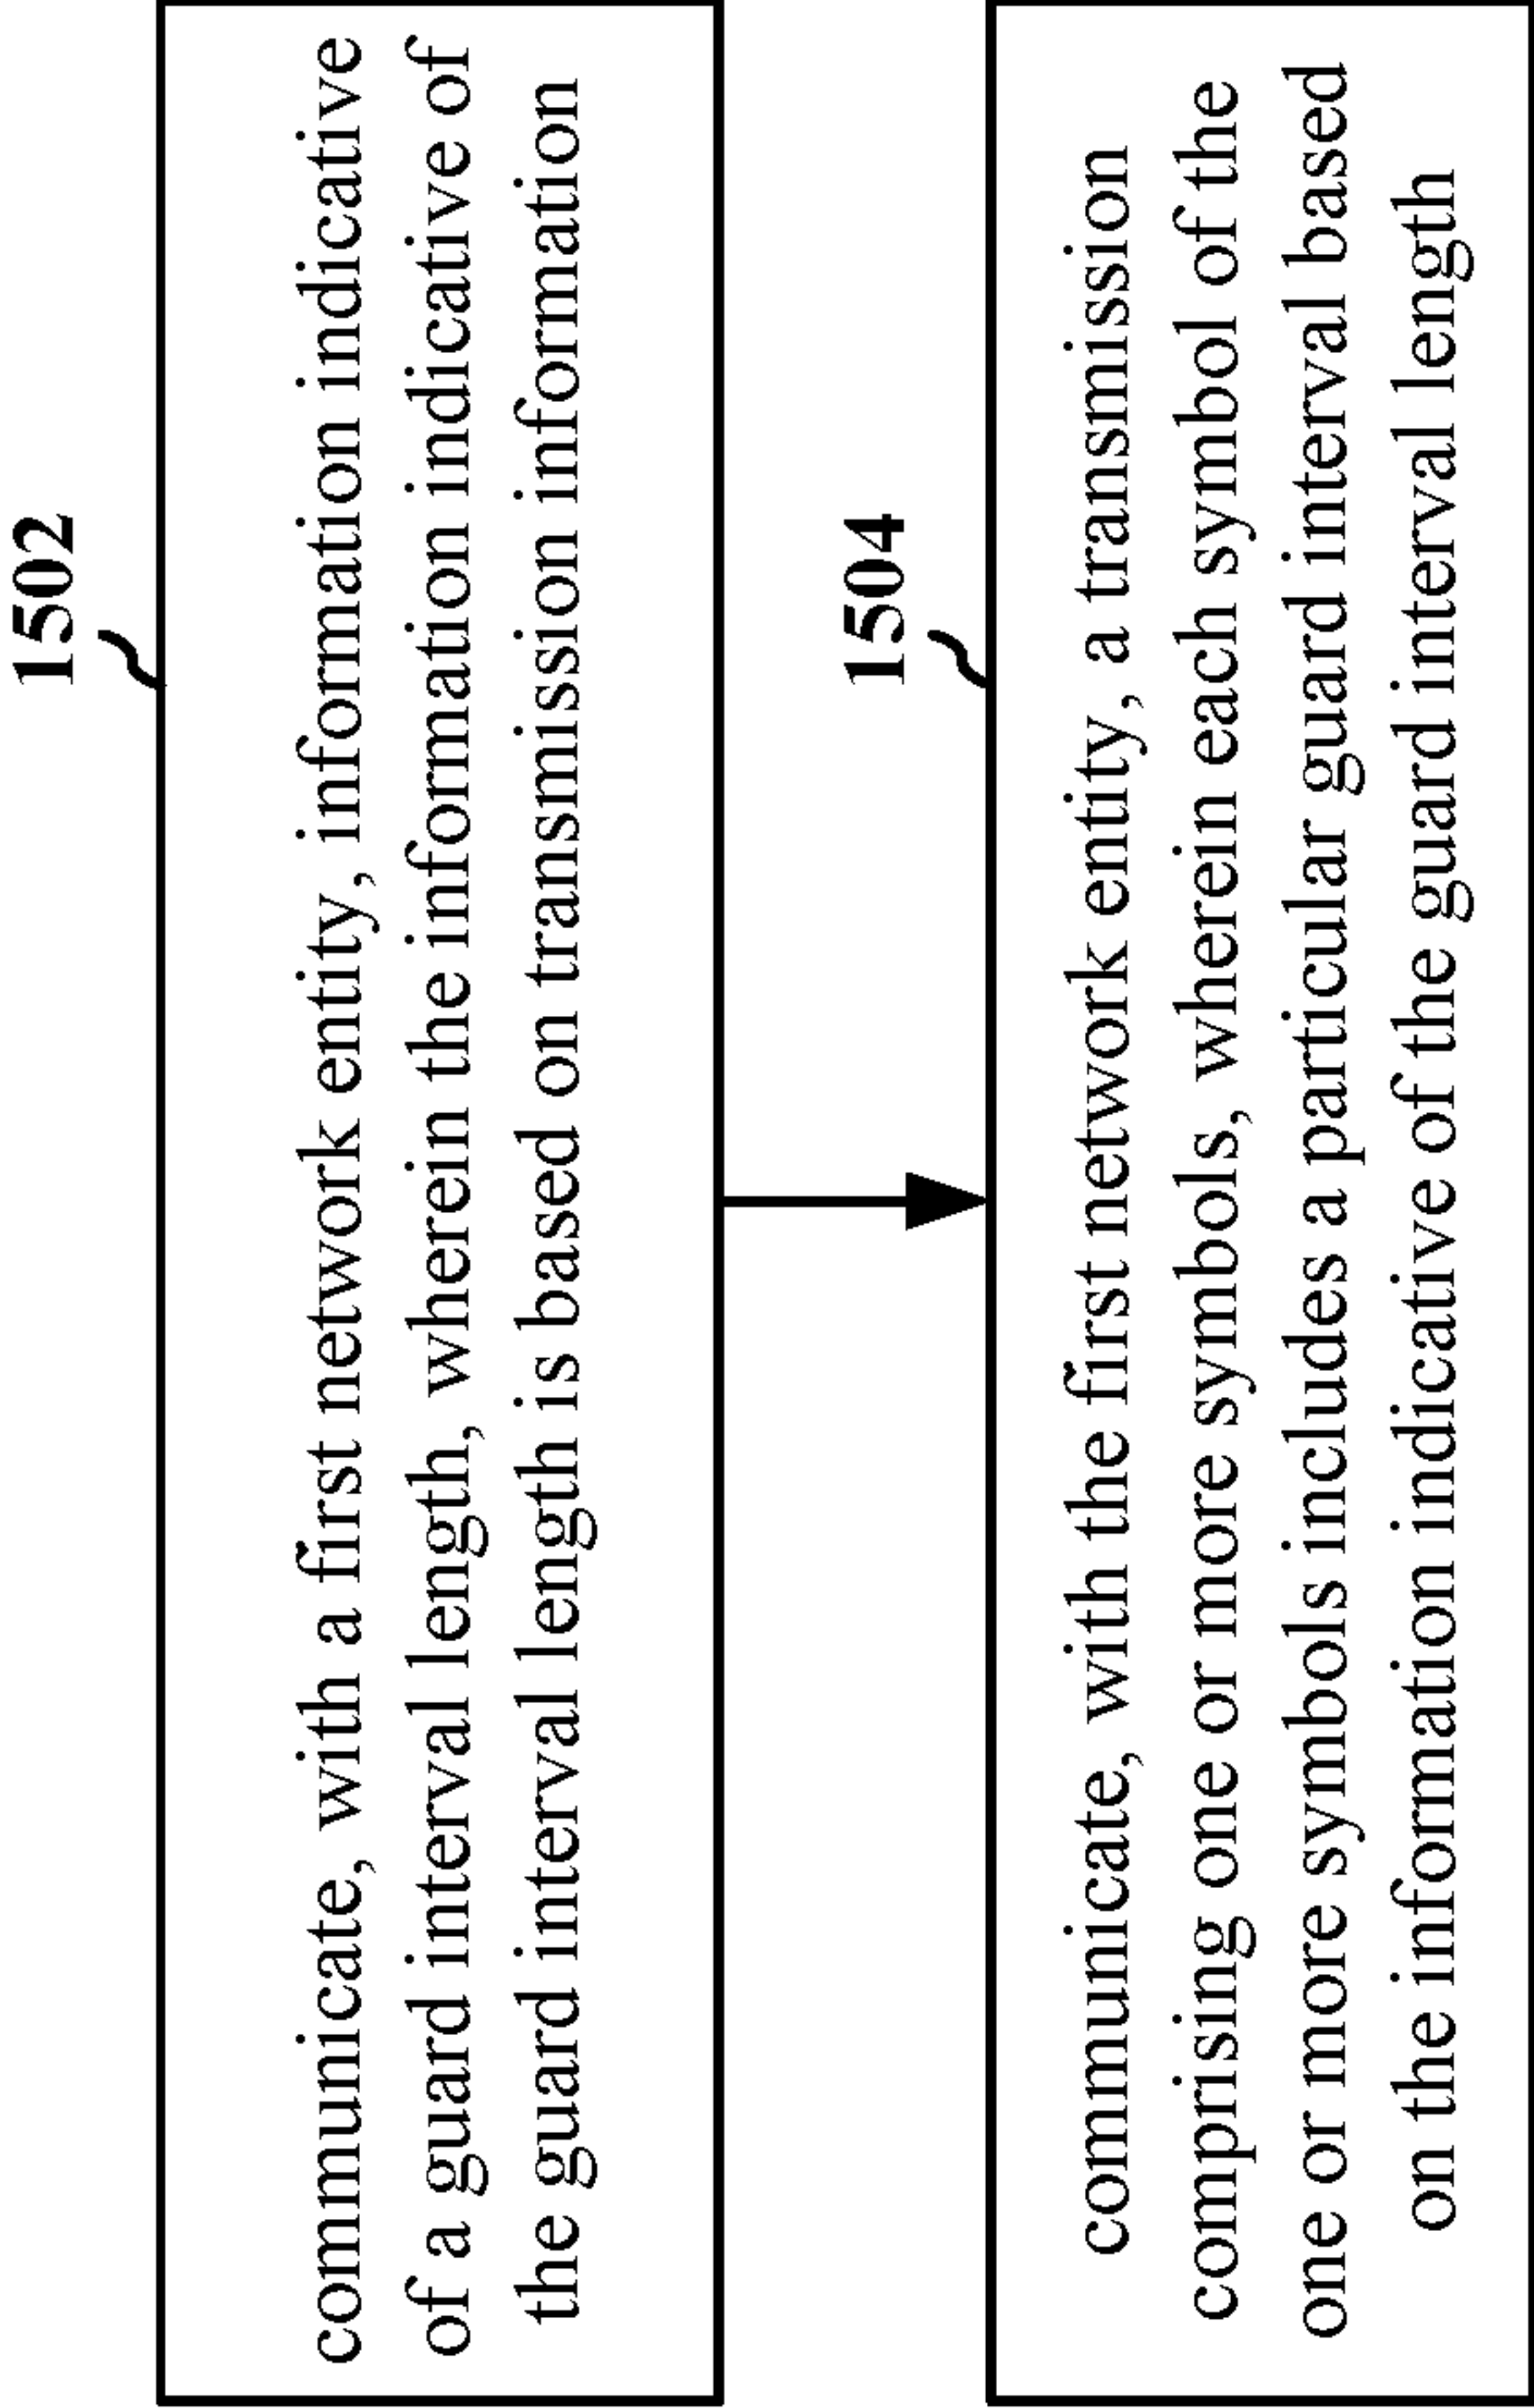 1502
communicate, with a first network entity, information indicative
of a guard interval length, wherein the information indicative of
the guard interval length is based on transmission information
1504
communicate, with the first network entity, a transmission
comprising one or more symbols, wherein each symbol of the
one or more symbols includes a particular guard interval based
on the information indicative of the guard interval length